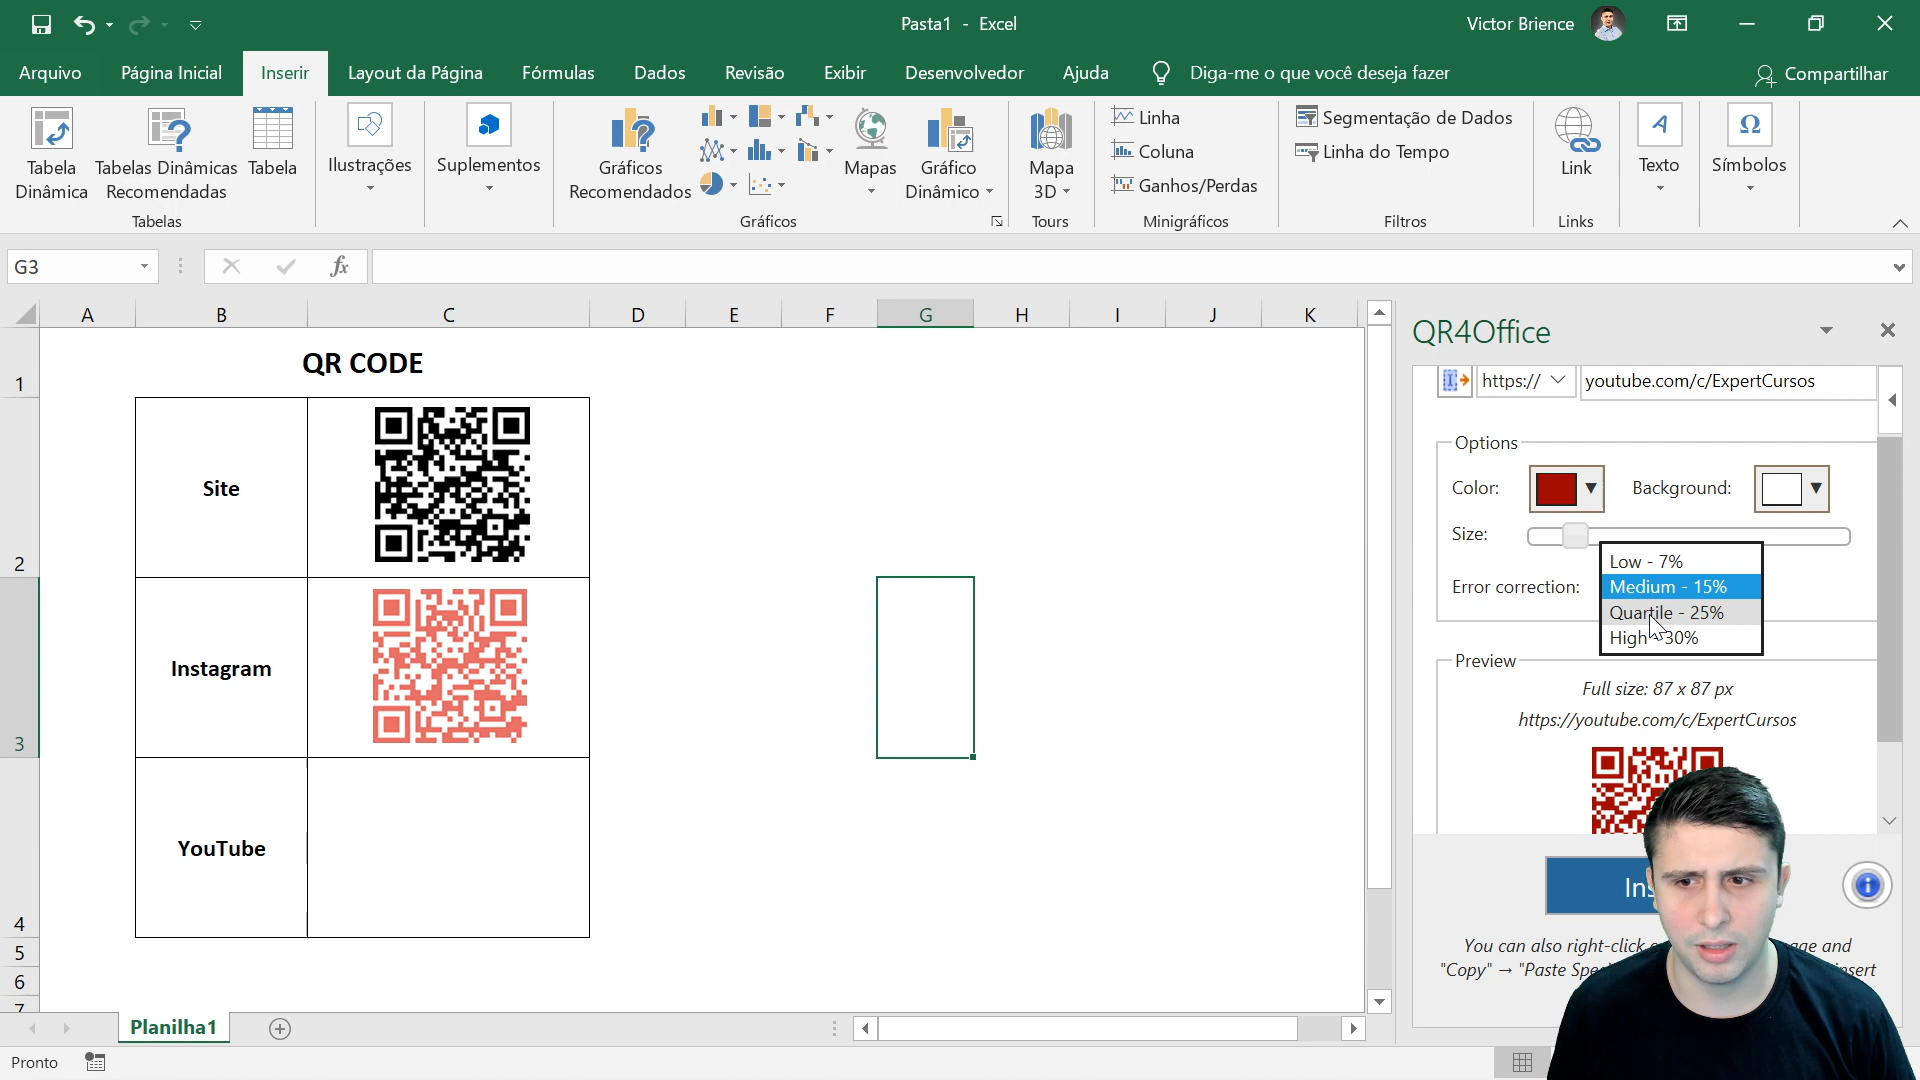 Pasta1 - Excel
Victor Brience
Arquivo
Página Inicial
Inserir
Layout da Página
Fórmulas
Dados
Revisão
Exibir
Desenvolvedor
Ajuda
Diga-me o que você deseja fazer
Compartilhar
Tabela
Dinâmica
Tabelas Dinâmicas
Recomendadas
Tabela
Tabelas
Ilustrações
Suplementos
Gráficos
Recomendados
Mapas
Gráfico
Dinâmico
Gráficos
Mapa
3D
Tours
Linha
Coluna
Ganhos/Perdas
Minigráficos
Segmentação de Dados
Linha do Tempo
Filtros
Link
Links
Texto
Símbolos
G3
fx
A B C D E F G H I J K
1
QR CODE
2
Site
3
Instagram
4
YouTube
5
6
7
QR4Office
https://
youtube.com/c/ExpertCursos
Options
Color:
Background:
Size:
Error correction:
Low - 7%
Medium - 15%
Quartile - 25%
High - 30%
Preview
Full size: 87 x 87 px
https://youtube.com/c/ExpertCursos
You can also right-click
"Copy" → "Paste
and
Planilha1
Pronto